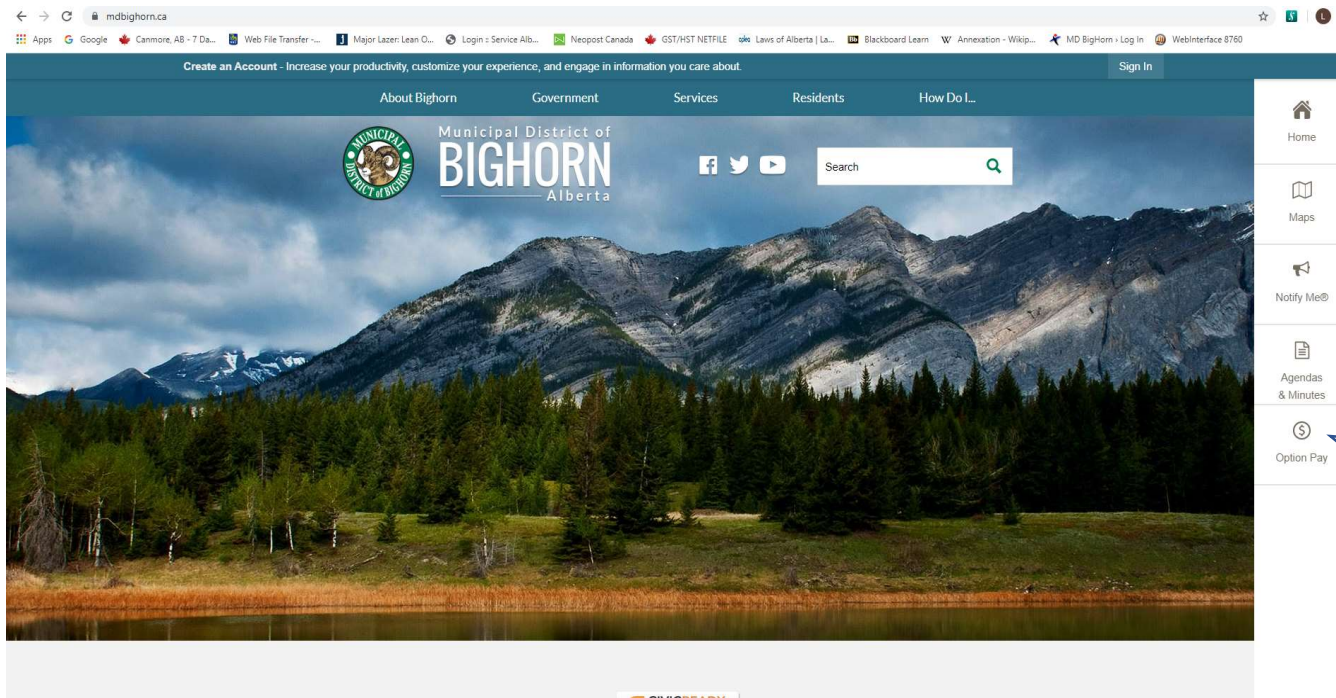 mdbighorn.ca
Apps Google Canmore, AB - 7 Da... Web File Transfer -... Major Lazer: Lean O... Login :: Service Alb... Neopost Canada GST/HST NETFILE Laws of Alberta | La... Blackboard Learn Annexation - Wikip... MD BigHorn › Log In WebInterface 8760
Create an Account - Increase your productivity, customize your experience, and engage in information you care about. Sign In
About Bighorn Government Services Residents How Do I...
MUNICIPAL
DISTRICT of BIGHORN
Municipal District of
BIGHORN
Alberta
Search
Home
Maps
Notify Me®
Agendas
& Minutes
Option Pay
CIVICREADY